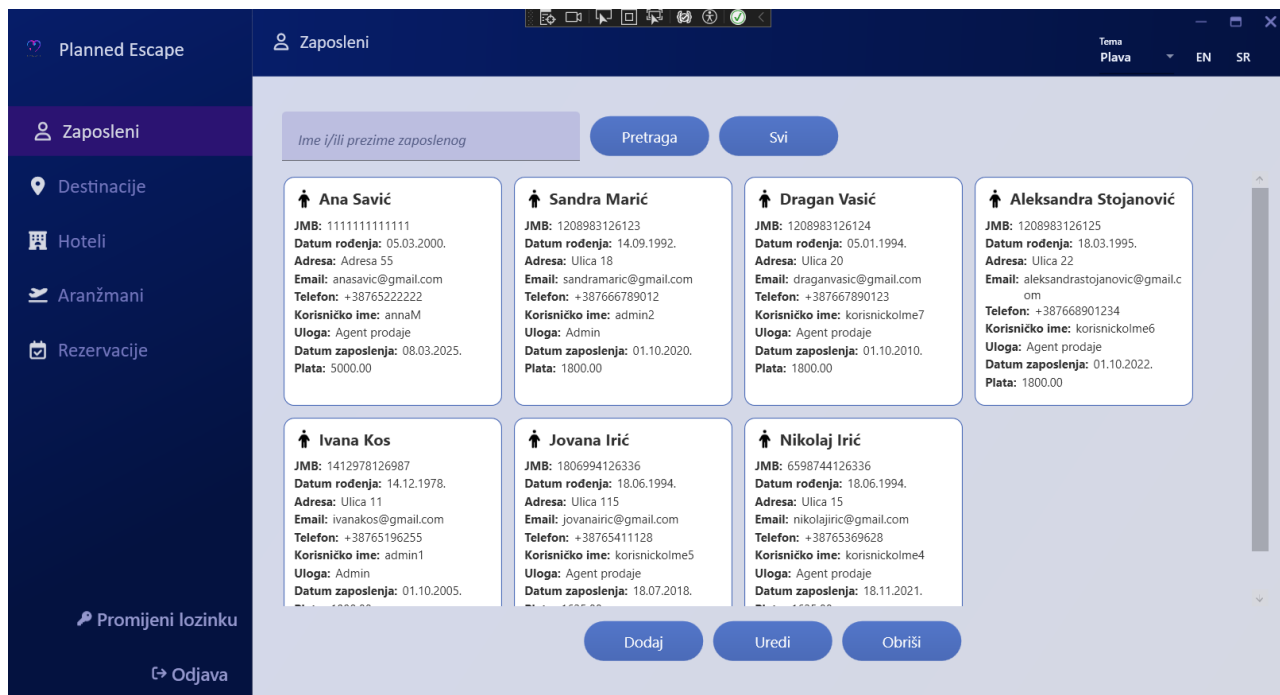 Planned Escape
Zaposleni
Tema
Plava
EN
SR
Zaposleni
Destinacije
Hoteli
Aranžmani
Rezervacije
Promijeni lozinku
Odjava
Ime i/ili prezime zaposlenog
Pretraga
Svi
Ana Savić
JMB: 1111111111111
Datum rođenja: 05.03.2000.
Adresa: Adresa 55
Email: anasavic@gmail.com
Telefon: +38765222222
Korisničko ime: annaM
Uloga: Agent prodaje
Datum zaposlenja: 08.03.2025.
Plata: 5000.00
Sandra Marić
JMB: 1208983126123
Datum rođenja: 14.09.1992.
Adresa: Ulica 18
Email: sandramaric@gmail.com
Telefon: +387666789012
Korisničko ime: admin2
Uloga: Admin
Datum zaposlenja: 01.10.2020.
Plata: 1800.00
Dragan Vasić
JMB: 1208983126124
Datum rođenja: 05.01.1994.
Adresa: Ulica 20
Email: draganvasic@gmail.com
Telefon: +387667890123
Korisničko ime: korisnickoIme7
Uloga: Agent prodaje
Datum zaposlenja: 01.10.2010.
Plata: 1800.00
Aleksandra Stojanović
JMB: 1208983126125
Datum rođenja: 18.03.1995.
Adresa: Ulica 22
Email: aleksandrastojanovic@gmail.c
om
Telefon: +387668901234
Korisničko ime: korisnickoIme6
Uloga: Agent prodaje
Datum zaposlenja: 01.10.2022.
Plata: 1800.00
Ivana Kos
JMB: 1412978126987
Datum rođenja: 14.12.1978.
Adresa: Ulica 11
Email: ivanakos@gmail.com
Telefon: +38765196255
Korisničko ime: admin1
Uloga: Admin
Datum zaposlenja: 01.10.2005.
Jovana Irić
JMB: 1806994126336
Datum rođenja: 18.06.1994.
Adresa: Ulica 115
Email: jovanairic@gmail.com
Telefon: +38765411128
Korisničko ime: korisnickoIme5
Uloga: Agent prodaje
Datum zaposlenja: 18.07.2018.
Nikolaj Irić
JMB: 6598744126336
Datum rođenja: 18.06.1994.
Adresa: Ulica 15
Email: nikolajiric@gmail.com
Telefon: +38765369628
Korisničko ime: korisnickoIme4
Uloga: Agent prodaje
Datum zaposlenja: 18.11.2021.
Dodaj
Uredi
Obriši